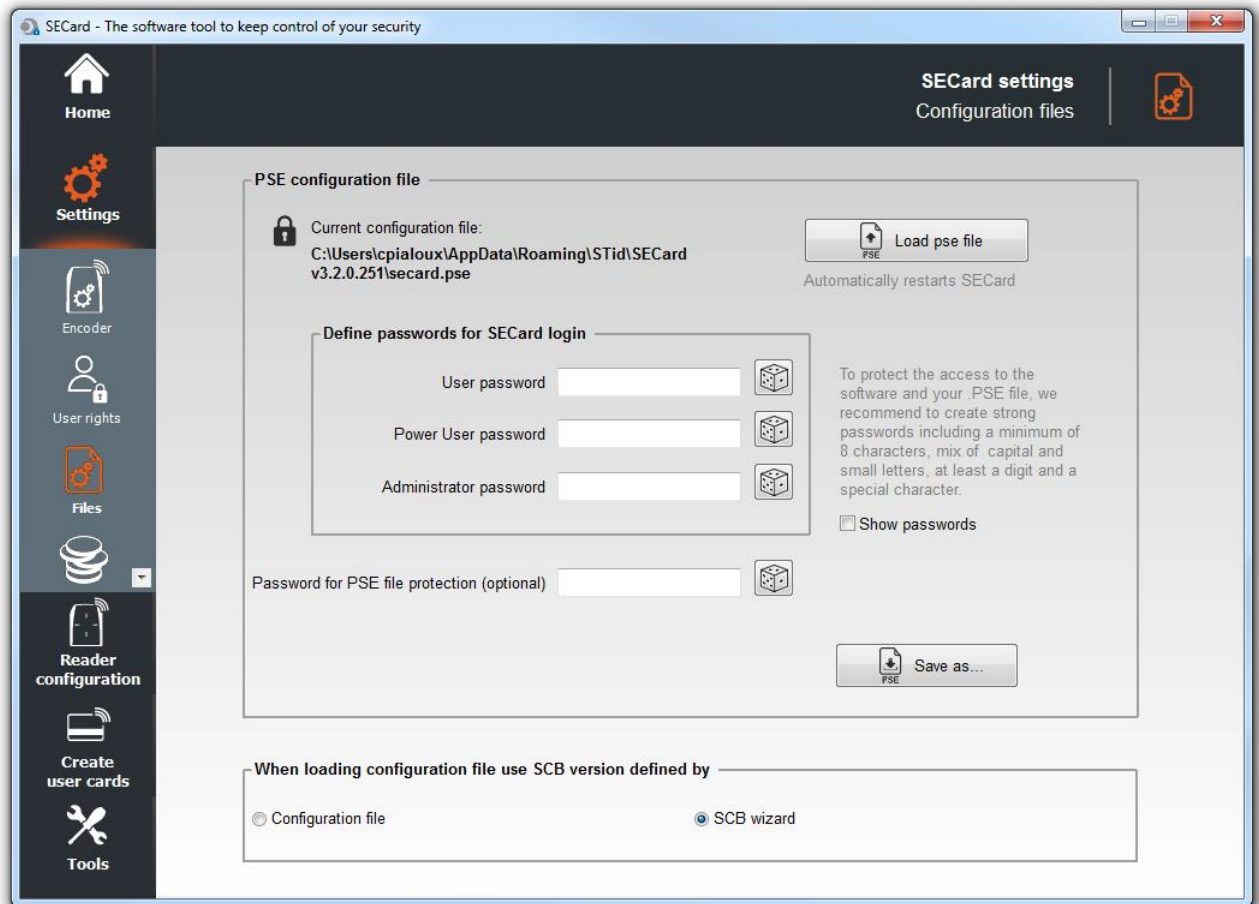 SECard - The software tool to keep control of your security
Home
SECard settings
Configuration files
Settings
Encoder
User rights
Files
Reader
configuration
Create
user cards
Tools
PSE configuration file
Current configuration file:
C:\Users\cpialoux\AppData\Roaming\STid\SECard
v3.2.0.251\secard.pse
PSE
Load pse file
Automatically restarts SECard
Define passwords for SECard login
User password
Power User password
Administrator password
To protect the access to the
software and your .PSE file, we
recommend to create strong
passwords including a minimum of
8 characters, mix of  capital and
small letters, at least a digit and a
special character.
Show passwords
Password for PSE file protection (optional)
PSE
Save as...
When loading configuration file use SCB version defined by
Configuration file
SCB wizard